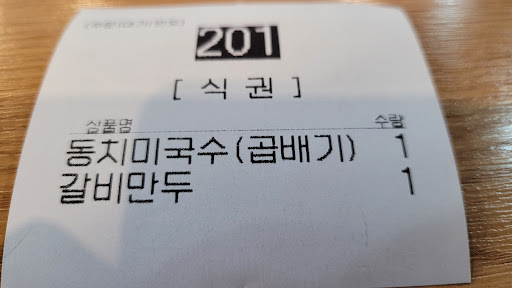 201
[ 식 권 ]
상품명 수량
동치미국수(곱배기) 1
갈비만두 1